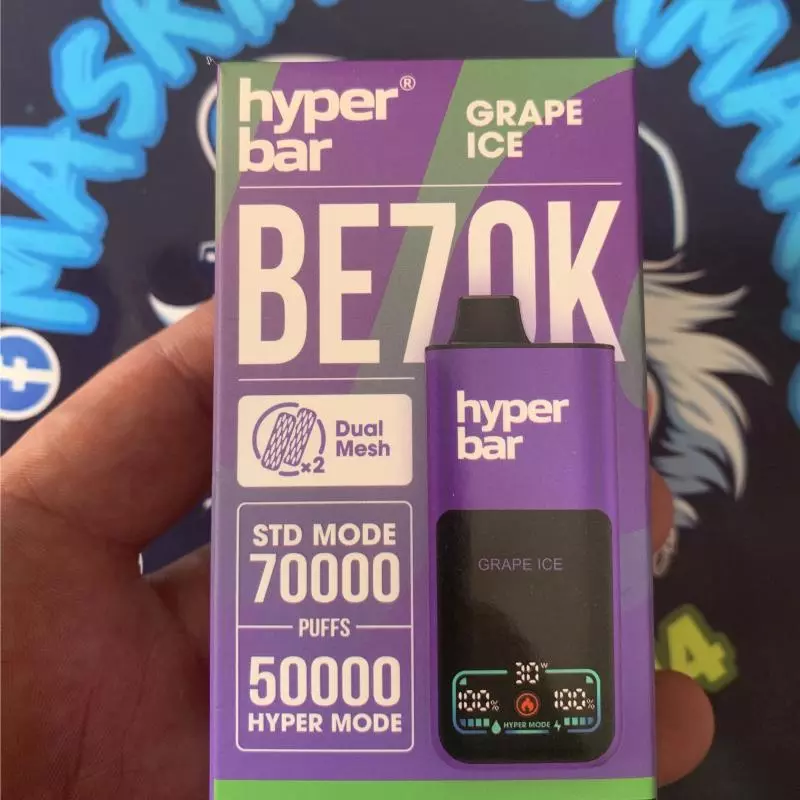 hyper®
bar
GRAPE
ICE
BE70K
Dual
Mesh
x2
STD MODE
70000
PUFFS
50000
HYPER MODE
hyper
bar
GRAPE ICE
30W
100%
100%
HYPER MODE